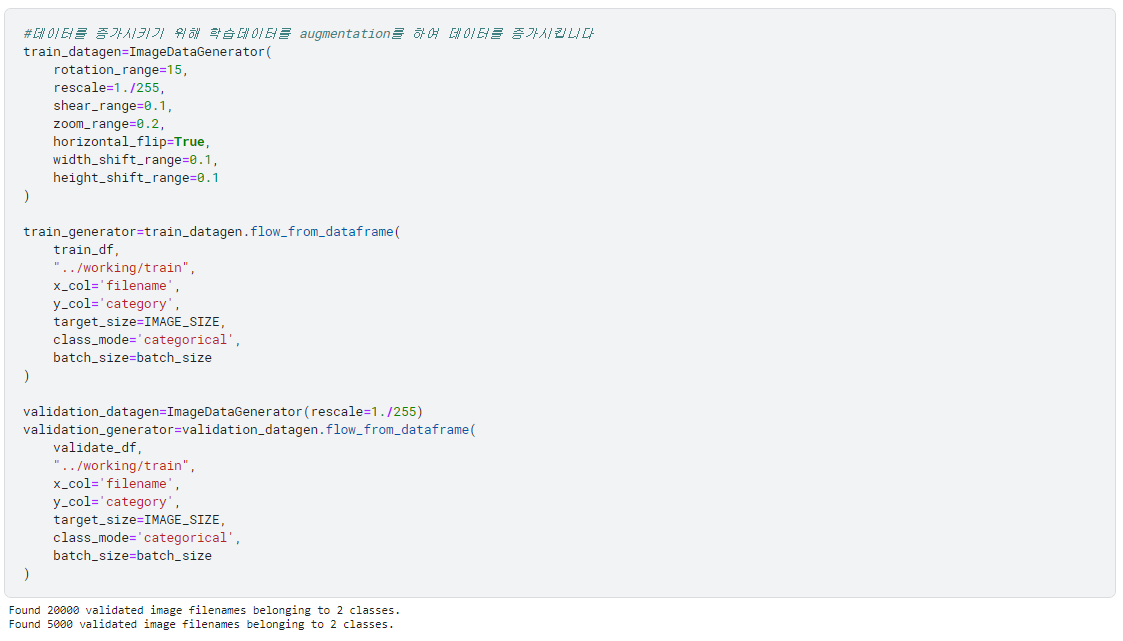 #데이터를 증가시키기 위해 학습데이터를 augmentation를 하여 데이터를 증가시킵니다
train_datagen=ImageDataGenerator(
    rotation_range=15,
    rescale=1./255,
    shear_range=0.1,
    zoom_range=0.2,
    horizontal_flip=True,
    width_shift_range=0.1,
    height_shift_range=0.1
)

train_generator=train_datagen.flow_from_dataframe(
    train_df,
    "../working/train",
    x_col='filename',
    y_col='category',
    target_size=IMAGE_SIZE,
    class_mode='categorical',
    batch_size=batch_size
)

validation_datagen=ImageDataGenerator(rescale=1./255)
validation_generator=validation_datagen.flow_from_dataframe(
    validate_df,
    "../working/train",
    x_col='filename',
    y_col='category',
    target_size=IMAGE_SIZE,
    class_mode='categorical',
    batch_size=batch_size
)
Found 20000 validated image filenames belonging to 2 classes.
Found 5000 validated image filenames belonging to 2 classes.